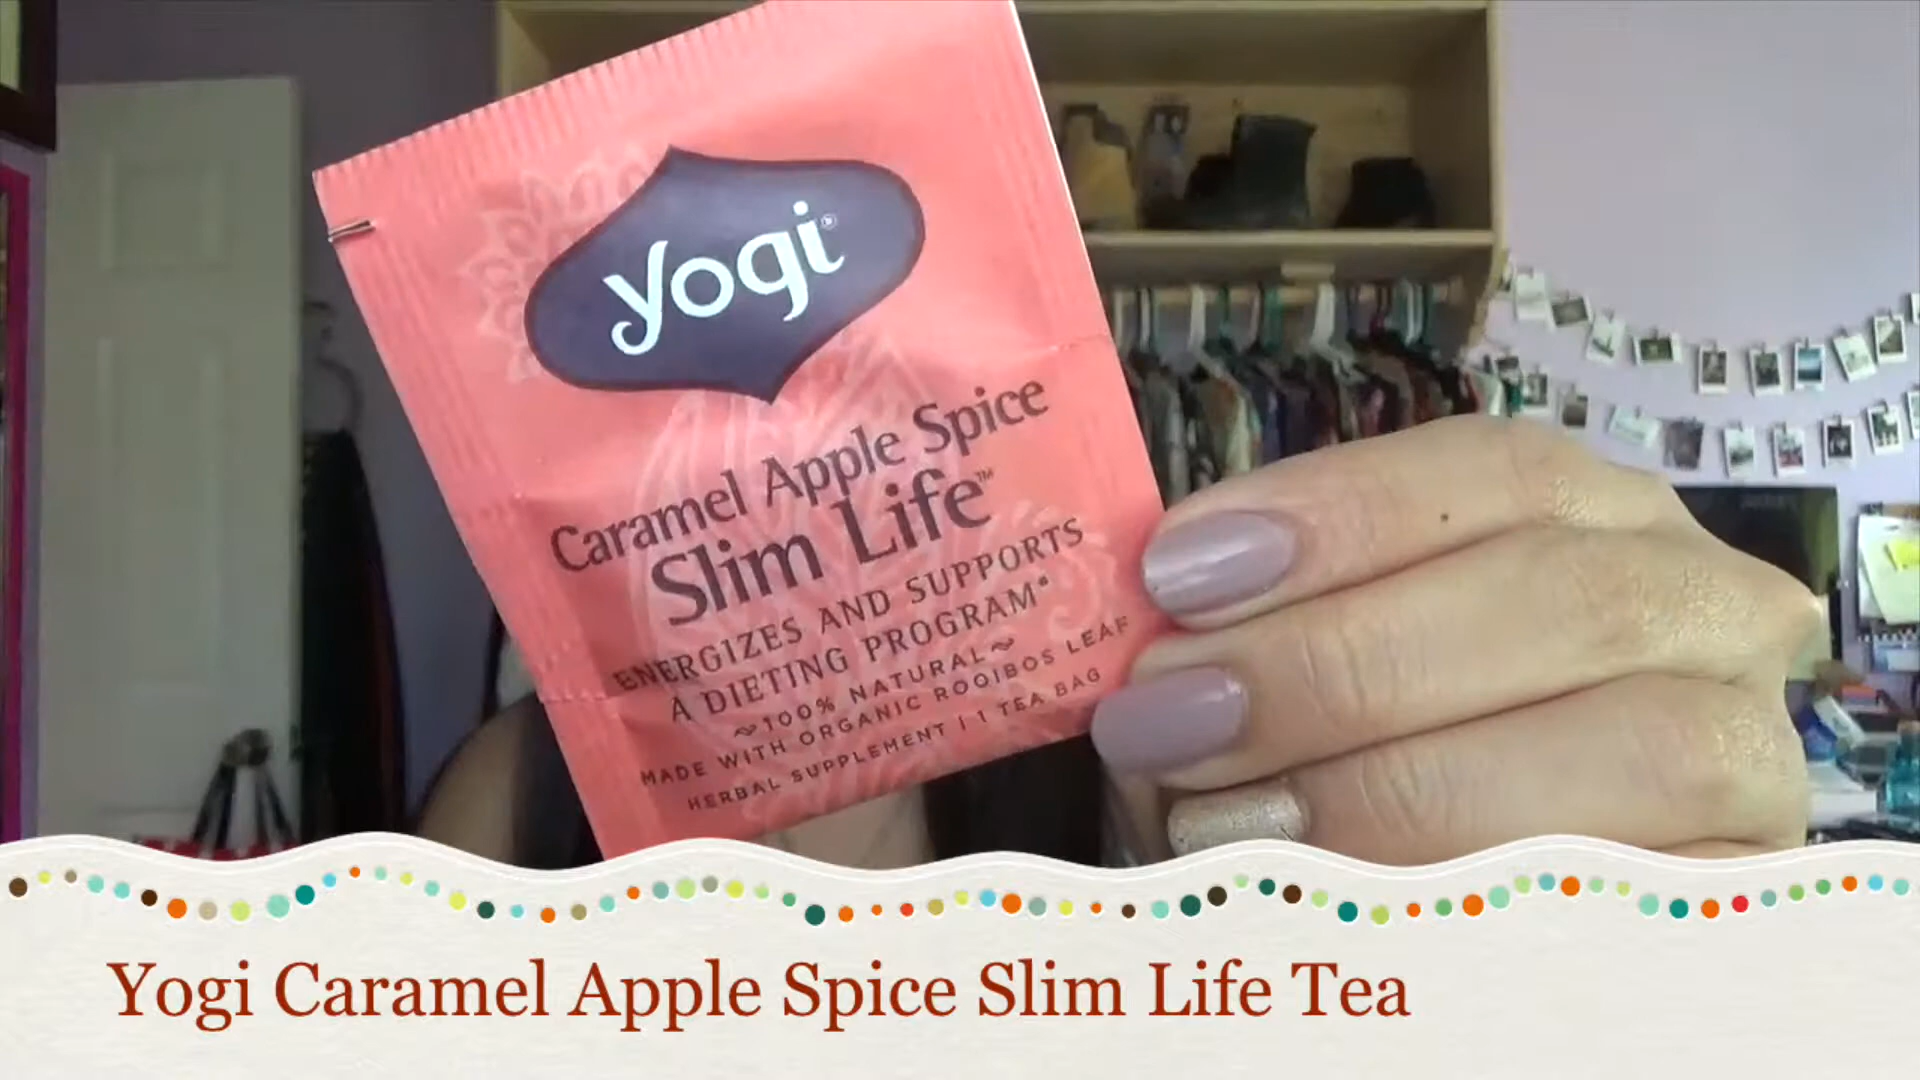 yogi®
Caramel Apple Spice
Slim Life™
ENERGIZES AND SUPPORTS
A DIETING PROGRAM*
~100% NATURAL~
MADE WITH ORGANIC ROOIBOS LEAF
HERBAL SUPPLEMENT | 1 TEA BAG
Yogi Caramel Apple Spice Slim Life Tea